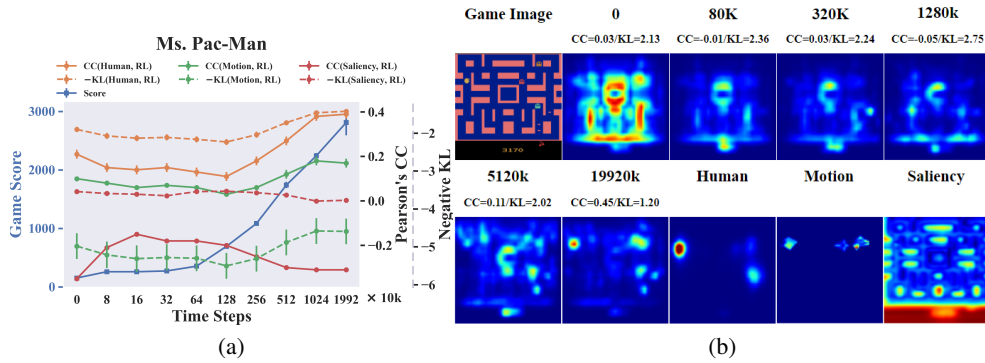 Ms. Pac-Man
CC(Human, RL) CC(Motion, RL) CC(Saliency, RL)
−KL(Human, RL) −KL(Motion, RL) −KL(Saliency, RL)
Score
Game Score
3000
2000
1000
0
0 8 16 32 64 128 256 512 1024 1992 × 10k
Time Steps
0.4
0.2
0.0
−0.2
Pearson's CC
−2
−3
−4
−5
−6
Negative KL
(a)
Game Image 0 80K 320K 1280k
CC=0.03/KL=2.13 CC=-0.01/KL=2.36 CC=0.03/KL=2.24 CC=-0.05/KL=2.75
3170
5120k 19920k Human Motion Saliency
CC=0.11/KL=2.02 CC=0.45/KL=1.20
(b)